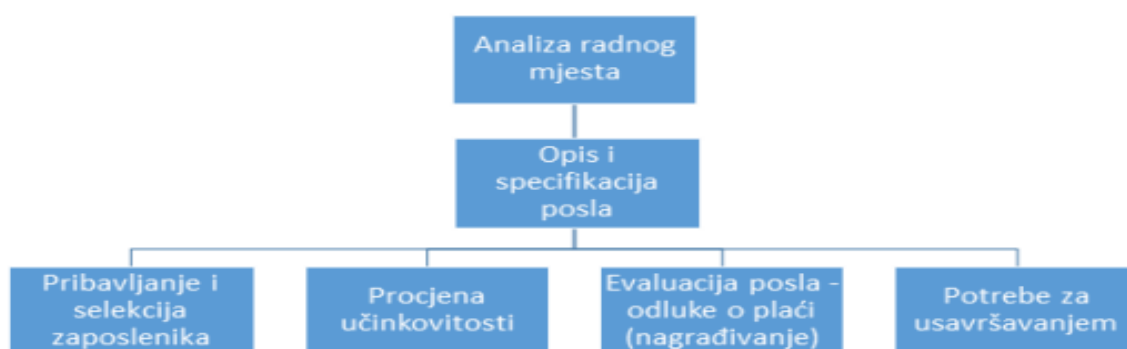 Analiza radnog
mjesta
Opis i
specifikacija
posla
Pribavljanje i
selekcija
zaposlenika
Procjena
učinkovitosti
Evaluacija posla -
odluke o plaći
(nagrađivanje)
Potrebe za
usavršavanjem